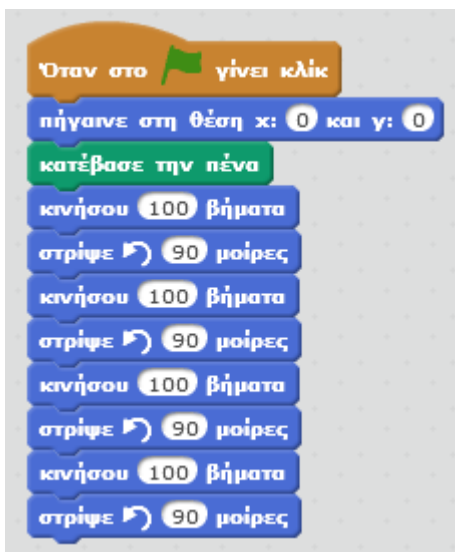 Όταν στο γίνει κλίκ
πήγαινε στη θέση x: 0 και y: 0
κατέβασε την πένα
κινήσου 100 βήματα
στρίψε 90 μοίρες
κινήσου 100 βήματα
στρίψε 90 μοίρες
κινήσου 100 βήματα
στρίψε 90 μοίρες
κινήσου 100 βήματα
στρίψε 90 μοίρες